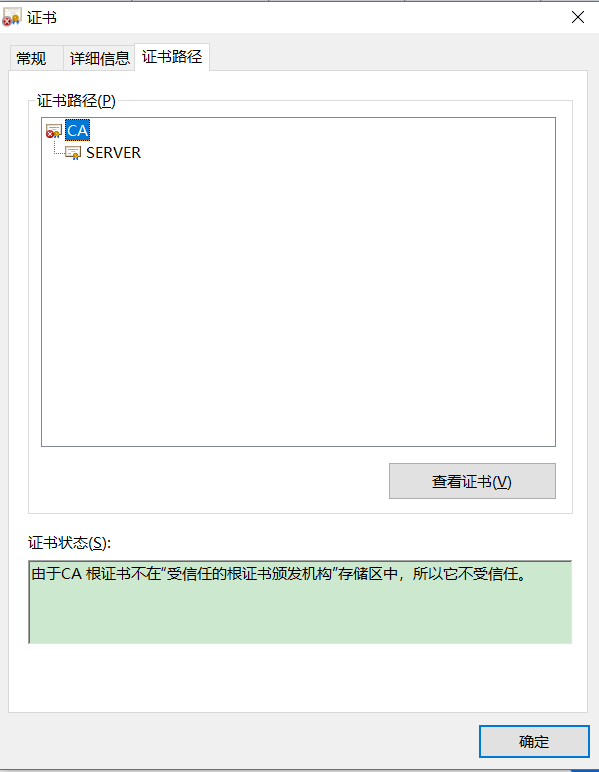 证书
常规 详细信息 证书路径
证书路径(P)
CA
SERVER
查看证书(V)
证书状态(S):
由于CA 根证书不在“受信任的根证书颁发机构”存储区中，所以它不受信任。
确定